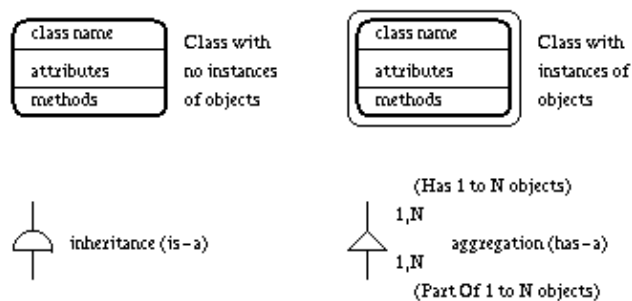 class name
attributes
methods
Class with
no instances
of objects
class name
attributes
methods
Class with
instances of
objects
inheritance (is-a)
(Has 1 to N objects)
1,N
aggregation (has-a)
1,N
(Part Of 1 to N objects)